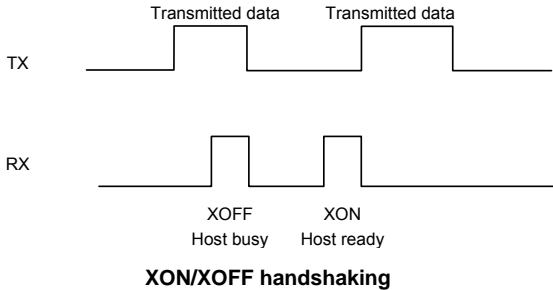 Transmitted data Transmitted data
TX
RX
XOFF XON
Host busy Host ready
XON/XOFF handshaking